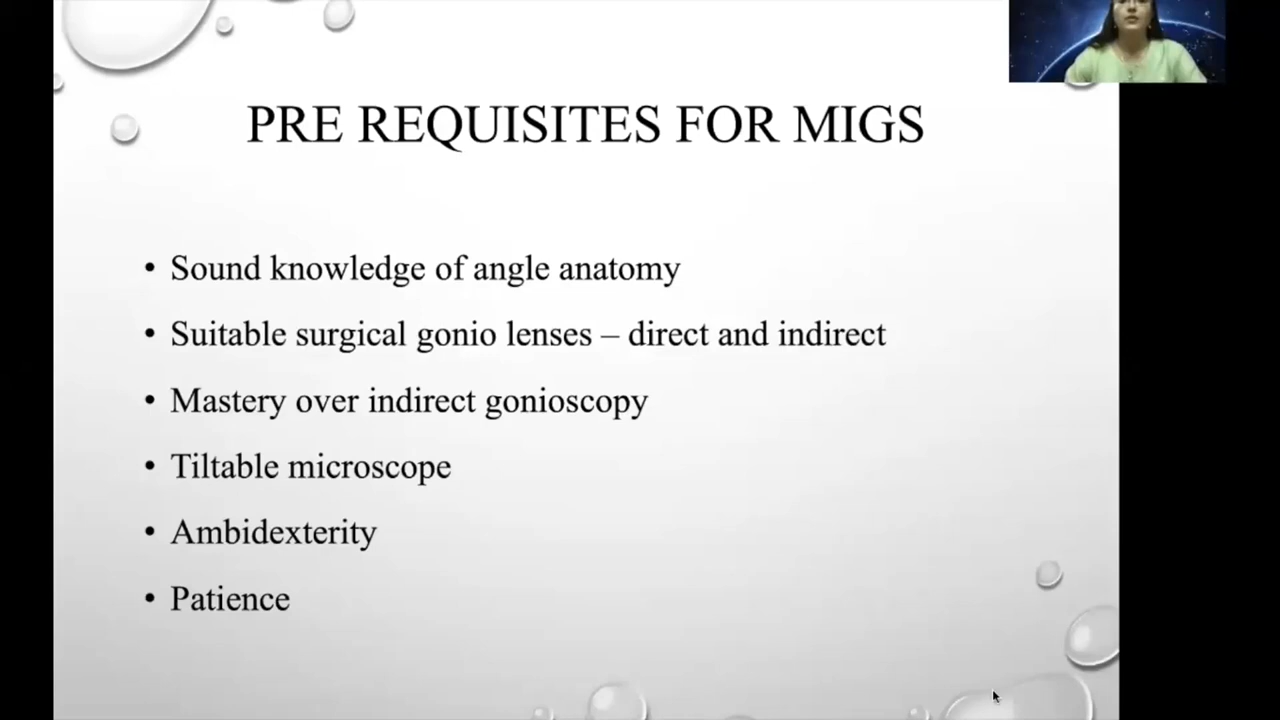 PRE REQUISITES FOR MIGS
• Sound knowledge of angle anatomy
• Suitable surgical gonio lenses – direct and indirect
• Mastery over indirect gonioscopy
• Tiltable microscope
• Ambidexterity
• Patience